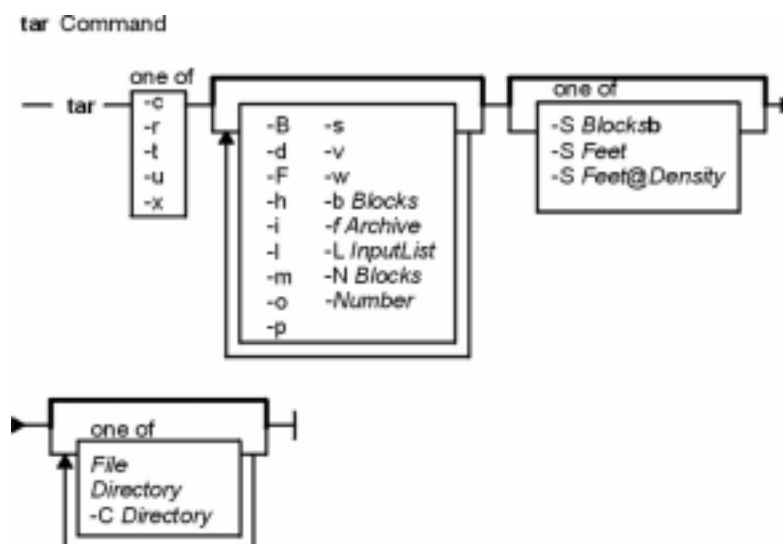 tar Command
one of
tar
-c
-r
-t
-u
-x
-B -s
-d -v
-F -w
-h -b Blocks
-i -f Archive
-l -L InputList
-m -N Blocks
-o -Number
-p
one of
-S Blocksb
-S Feet
-S Feet@Density
one of
File
Directory
-C Directory